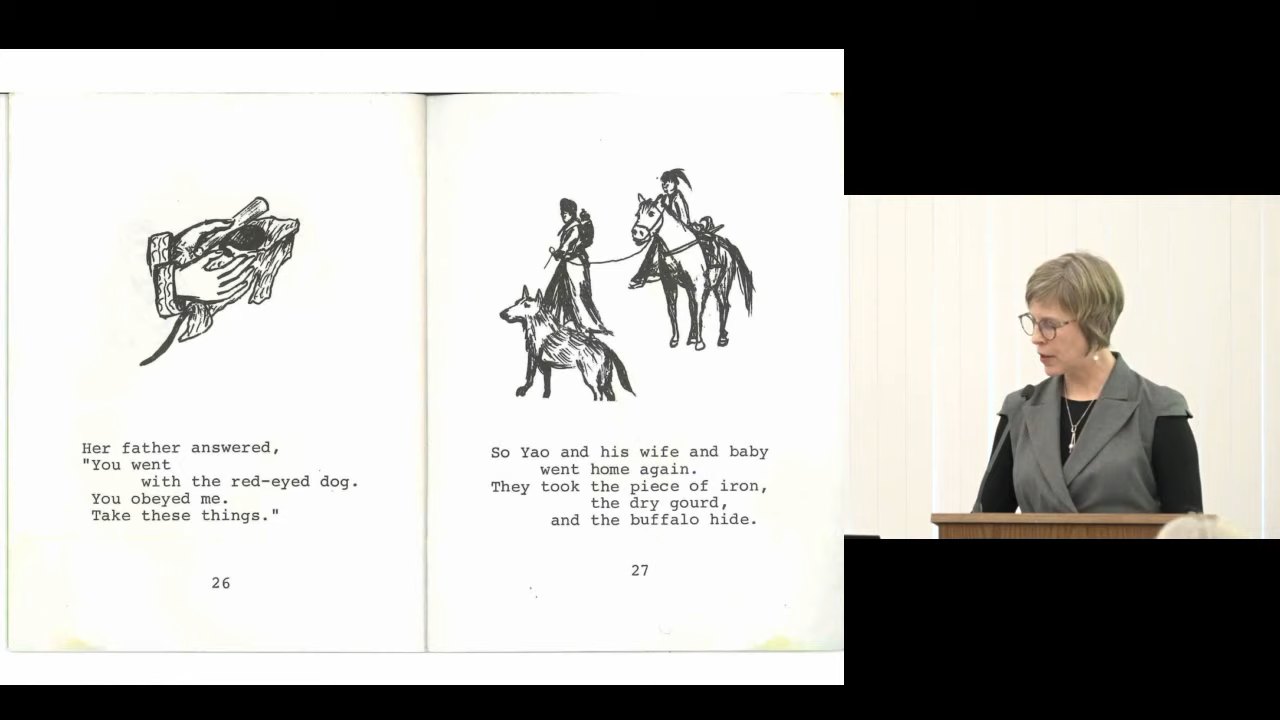 Her father answered,
"You went
with the red-eyed dog.
You obeyed me.
Take these things."
26
So Yao and his wife and baby
went home again.
They took the piece of iron,
the dry gourd,
and the buffalo hide.
27